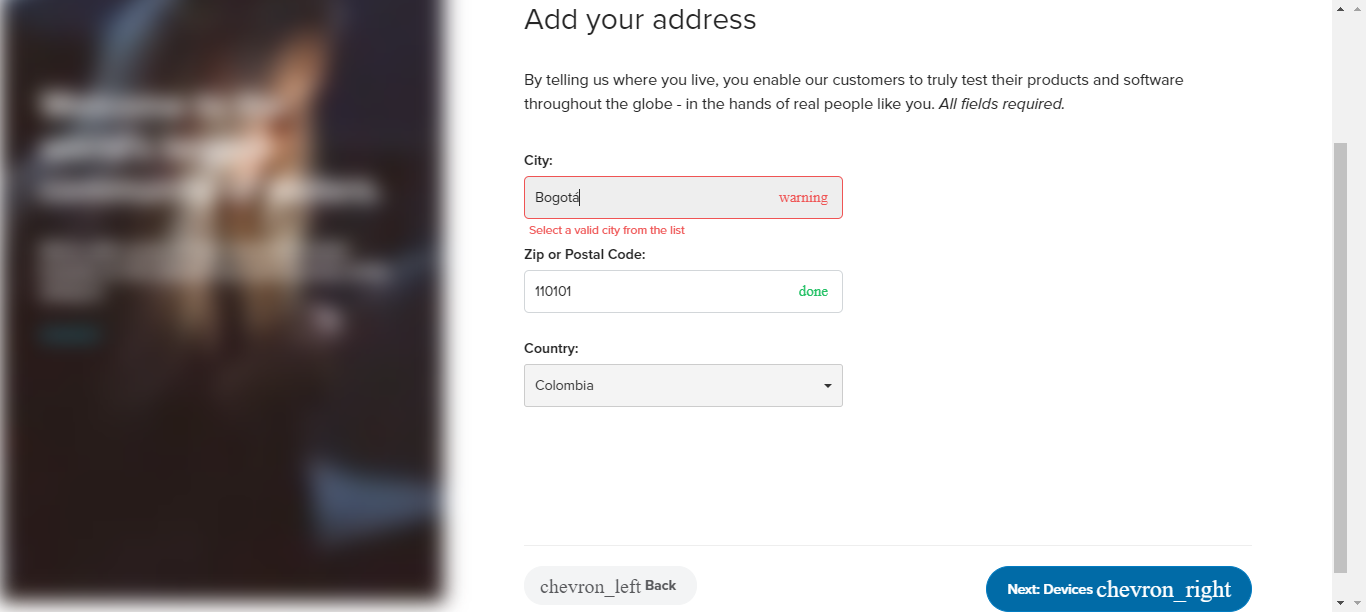 Add your address
By telling us where you live, you enable our customers to truly test their products and software
throughout the globe - in the hands of real people like you. All fields required.
City:
Bogotá warning
Select a valid city from the list
Zip or Postal Code:
110101 done
Country:
Colombia
chevron_left Back
Next: Devices chevron_right